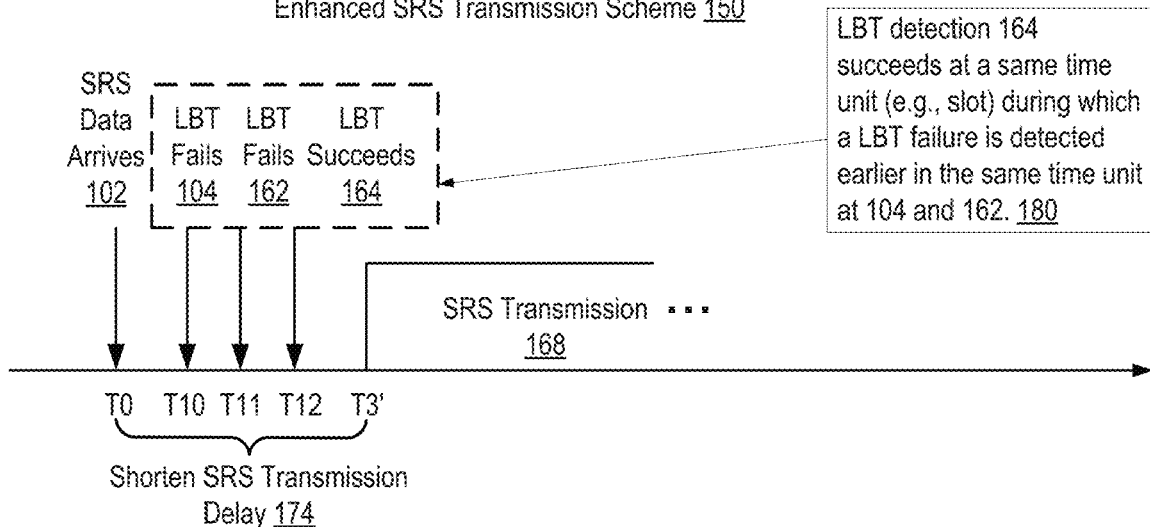 Enhanced SRS Transmission Scheme 150
LBT detection 164
succeeds at a same time
unit (e.g., slot) during which
a LBT failure is detected
earlier in the same time unit
at 104 and 162. 180
SRS
Data
Arrives
102
LBT
Fails
104
LBT
Fails
162
LBT
Succeeds
164
SRS Transmission ...
168
T0 T10 T11 T12 T3'
Shorten SRS Transmission
Delay 174